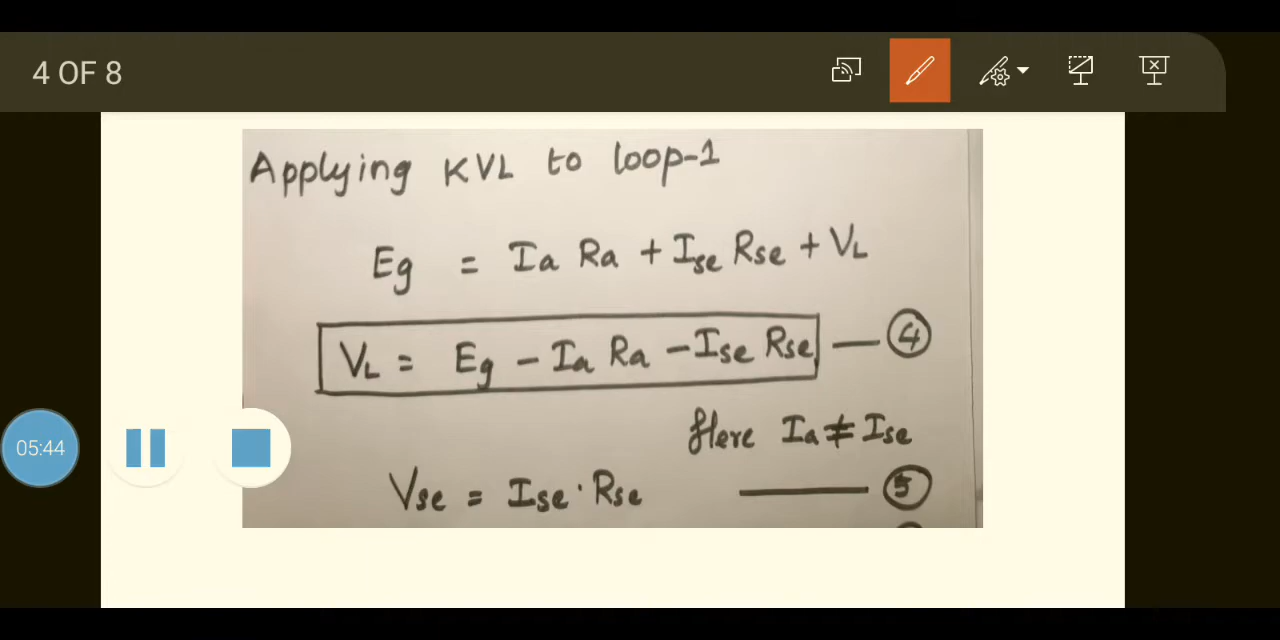 4 OF 8
Applying KVL to loop-1
Eg = Ia Ra + Ise Rse + VL
VL = Eg - Ia Ra - Ise Rse — 4
Here Ia ≠ Ise
05:44
Vse = Ise · Rse — 5